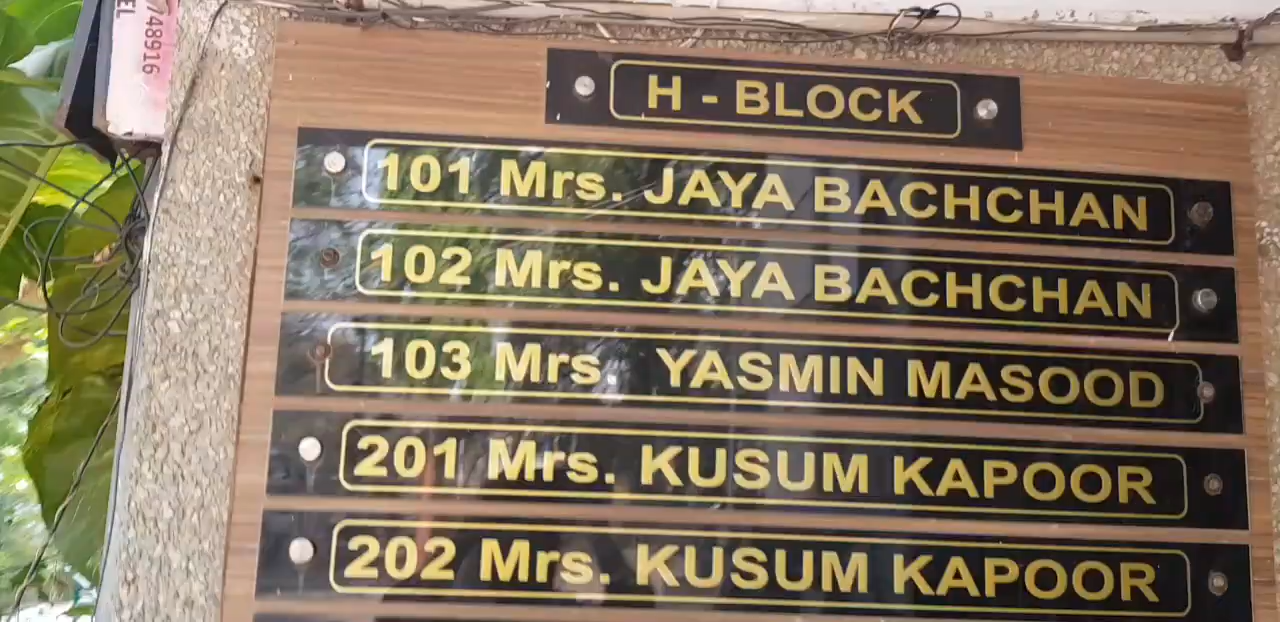 H - BLOCK
101 Mrs. JAYA BACHCHAN
102 Mrs. JAYA BACHCHAN
103 Mrs. YASMIN MASOOD
201 Mrs. KUSUM KAPOOR
202 Mrs. KUSUM KAPOOR